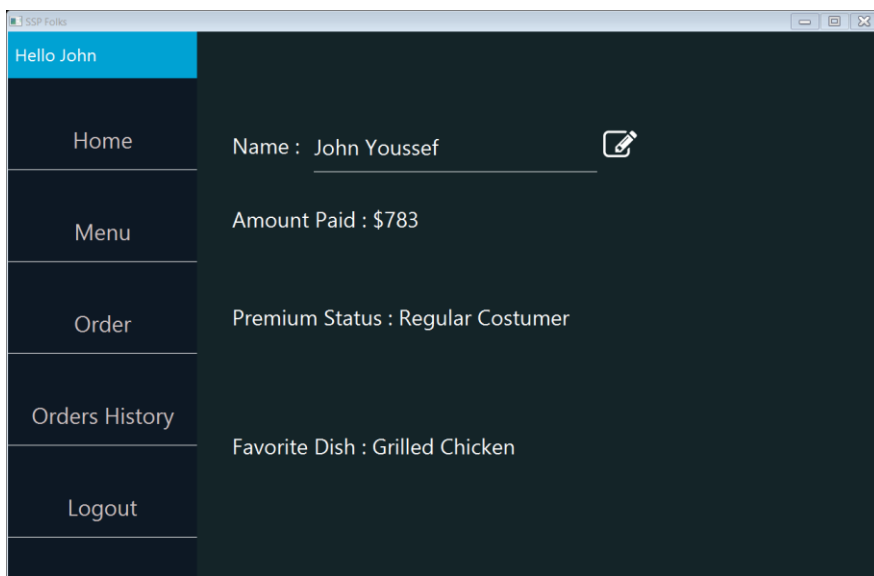 SSP Folks
Hello John
Home
Menu
Order
Orders History
Logout
Name : John Youssef
Amount Paid : $783
Premium Status : Regular Costumer
Favorite Dish : Grilled Chicken